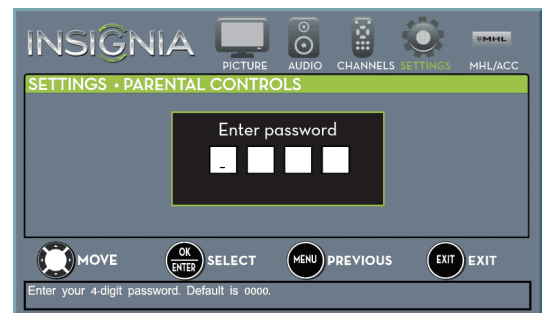 INSIGNIA
PICTURE AUDIO CHANNELS SETTINGS MHL MHL/ACC
SETTINGS • PARENTAL CONTROLS
Enter password
_
MOVE OK ENTER SELECT MENU PREVIOUS EXIT EXIT
Enter your 4-digit password. Default is 0000.